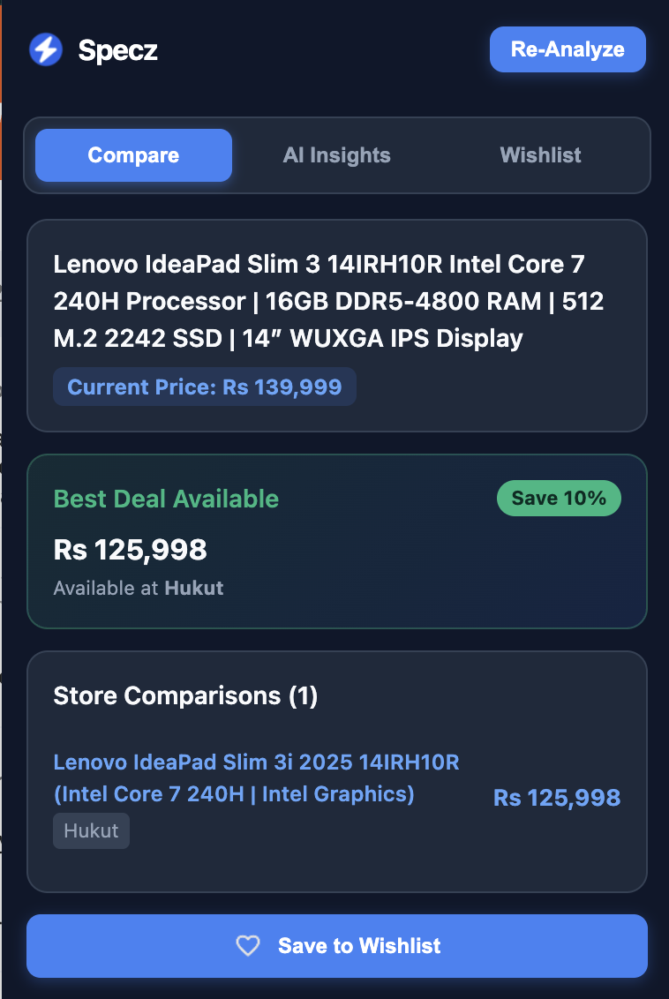 Specz
Re-Analyze
Compare
AI Insights
Wishlist
Lenovo IdeaPad Slim 3 14IRH10R Intel Core 7
240H Processor | 16GB DDR5-4800 RAM | 512
M.2 2242 SSD | 14″ WUXGA IPS Display
Current Price: Rs 139,999
Best Deal Available
Save 10%
Rs 125,998
Available at Hukut
Store Comparisons (1)
Lenovo IdeaPad Slim 3i 2025 14IRH10R
(Intel Core 7 240H | Intel Graphics)
Rs 125,998
Hukut
Save to Wishlist